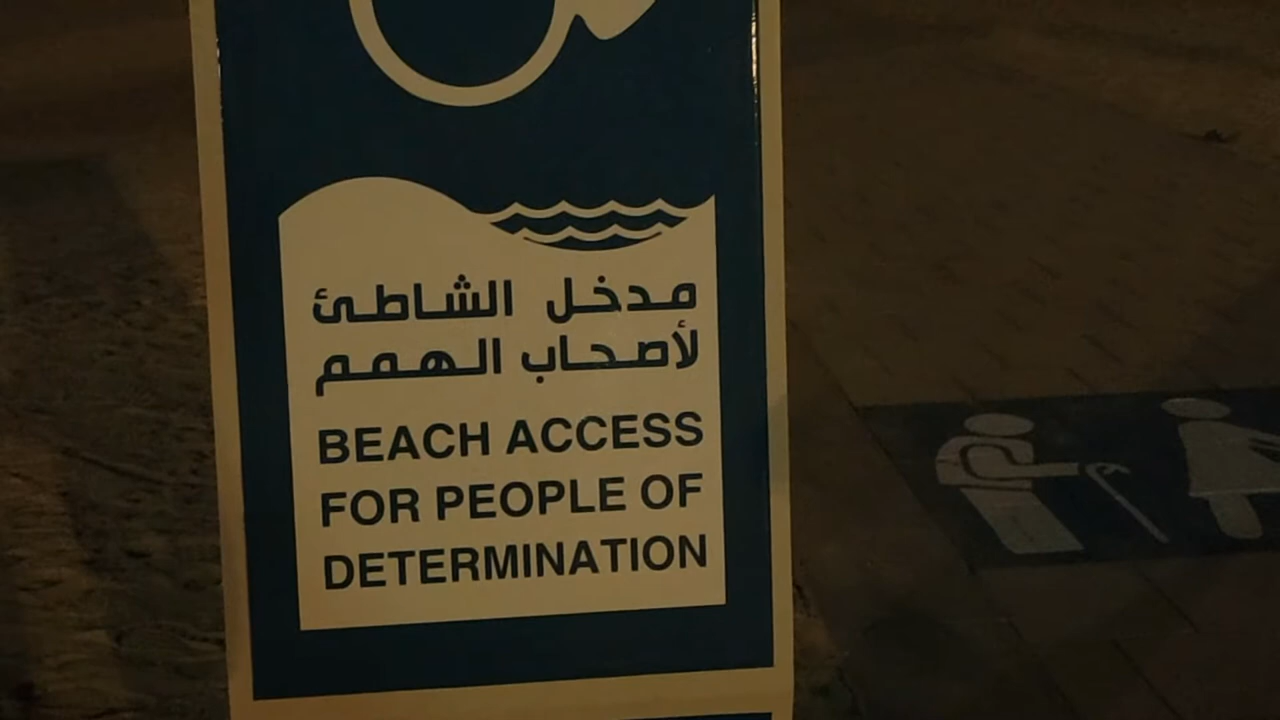 مدخل الشاطئ
لأصحاب الهمم
BEACH ACCESS
FOR PEOPLE OF
DETERMINATION